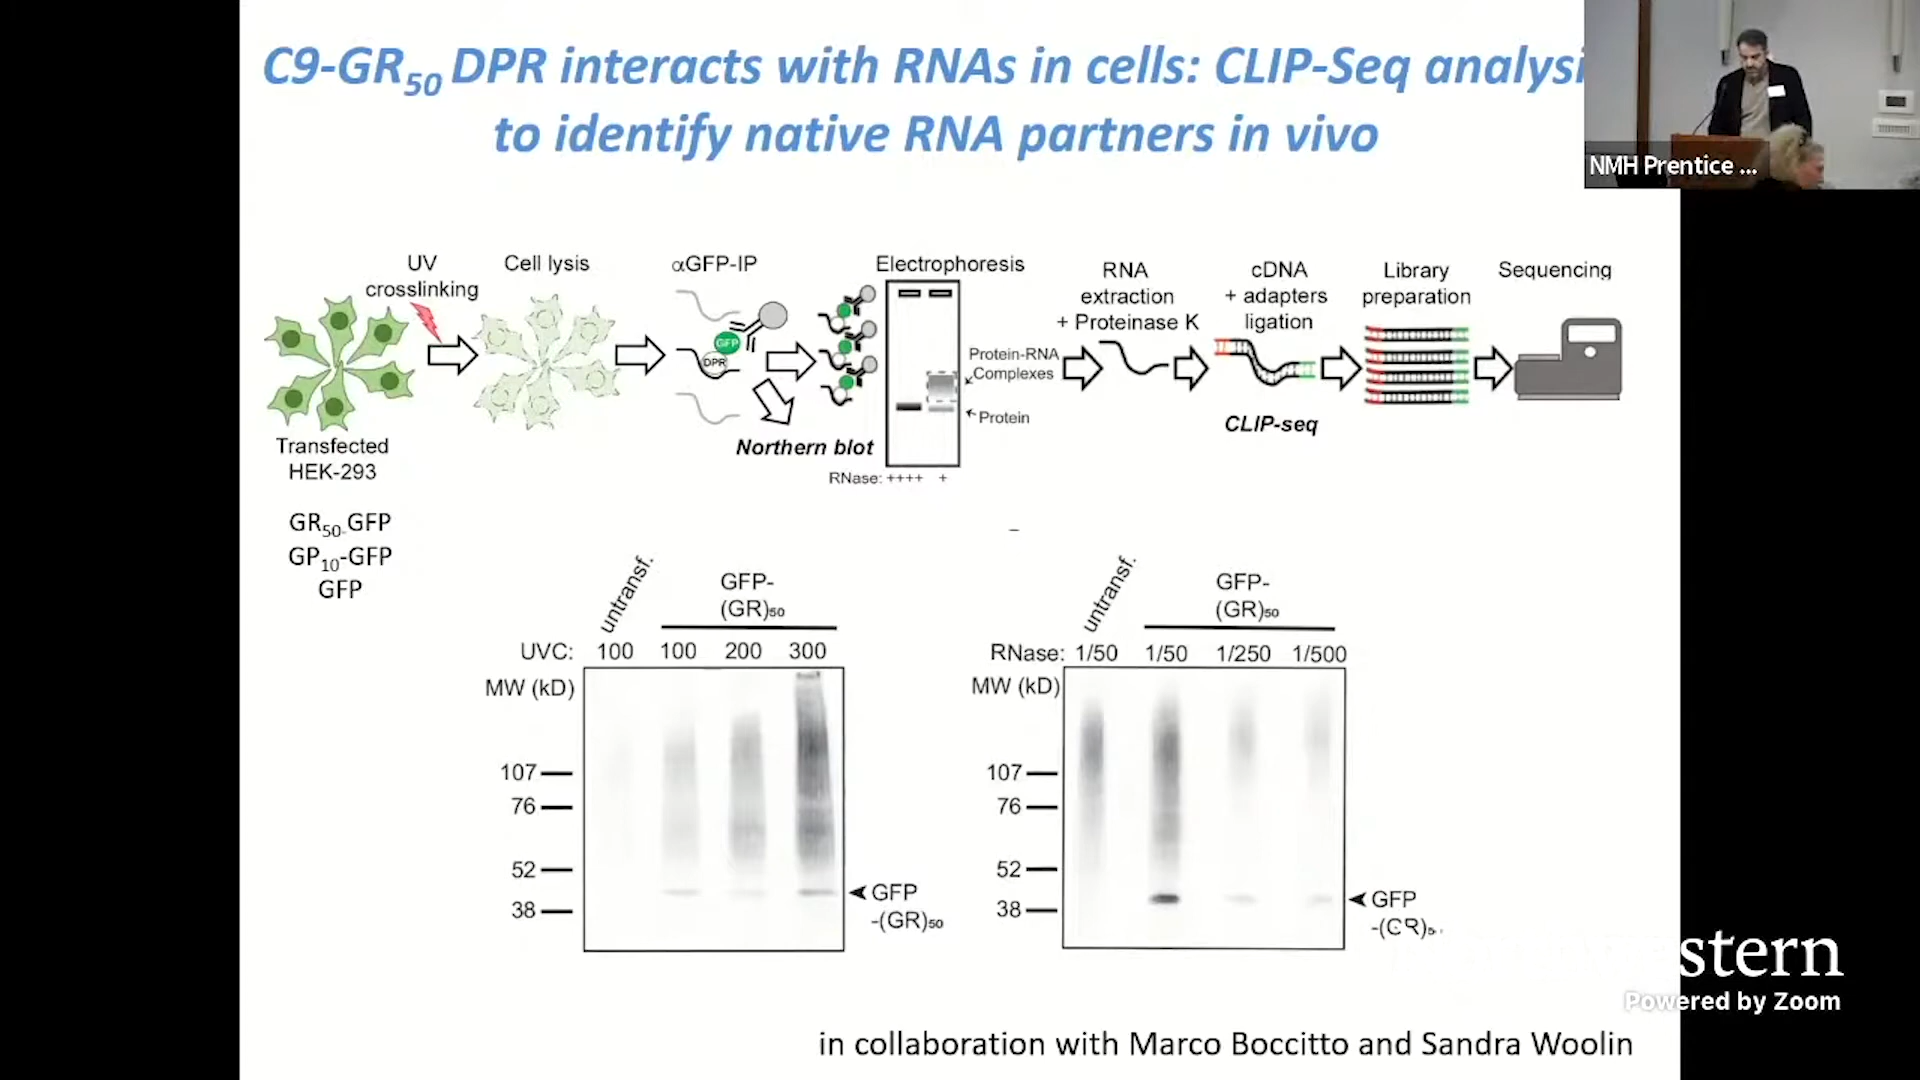 C9-GR50 DPR interacts with RNAs in cells: CLIP-Seq analysi
to identify native RNA partners in vivo
NMH Prentice ...
UV
crosslinking
Cell lysis
αGFP-IP
Electrophoresis
RNA
extraction
+ Proteinase K
cDNA
+ adapters
ligation
Library
preparation
Sequencing
GFP
DPR
Protein-RNA
Complexes
Protein
CLIP-seq
Northern blot
RNase: ++++ +
Transfected
HEK-293
GR50-GFP
GP10-GFP
GFP
untransf.
GFP-
(GR)50
UVC: 100 100 200 300
MW (kD)
107
76
52
38
GFP
-(GR)50
untransf.
GFP-
(GR)50
RNase: 1/50 1/50 1/250 1/500
MW (kD)
107
76
52
38
GFP
stern
Powered by Zoom
in collaboration with Marco Boccitto and Sandra Woolin